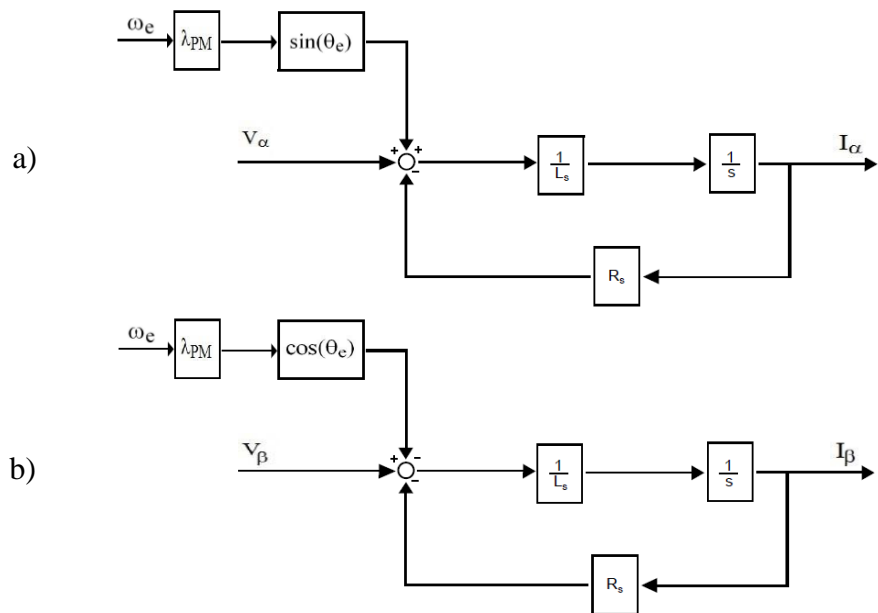 ωe λPM sin(θe)
a) Vα + + - 1/Ls 1/s Iα
Rs
ωe λPM cos(θe)
b) Vβ + - - 1/Ls 1/s Iβ
Rs